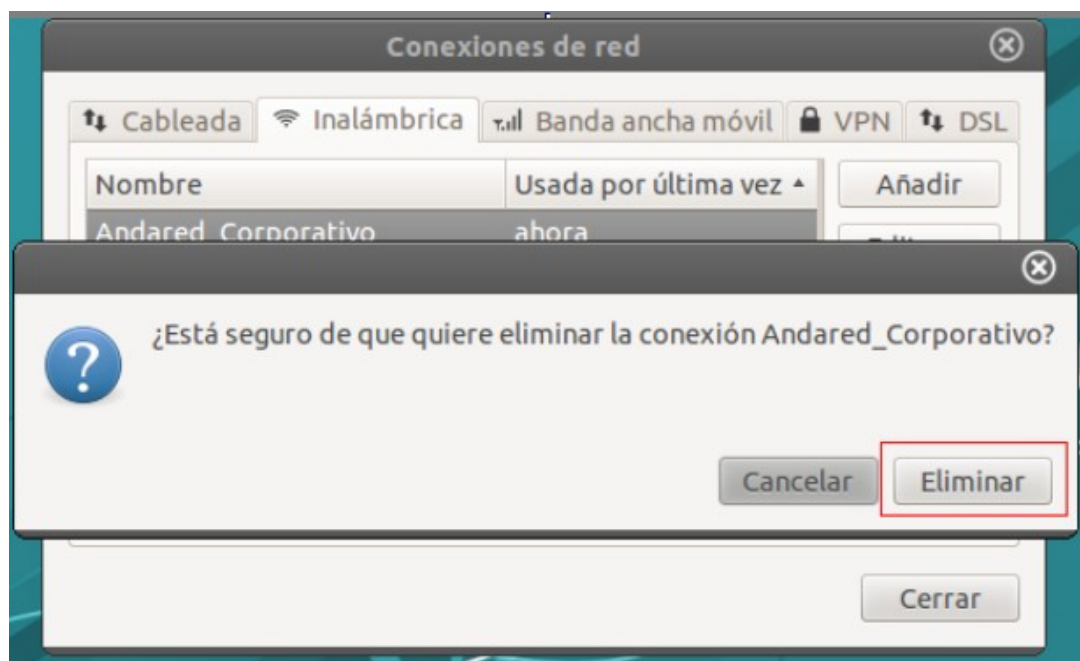 Conexiones de red
Cableada Inalámbrica Banda ancha móvil VPN DSL
Nombre Usada por última vez Añadir
Andared_Corporativo ahora
¿Está seguro de que quiere eliminar la conexión Andared_Corporativo?
Cancelar Eliminar
Cerrar